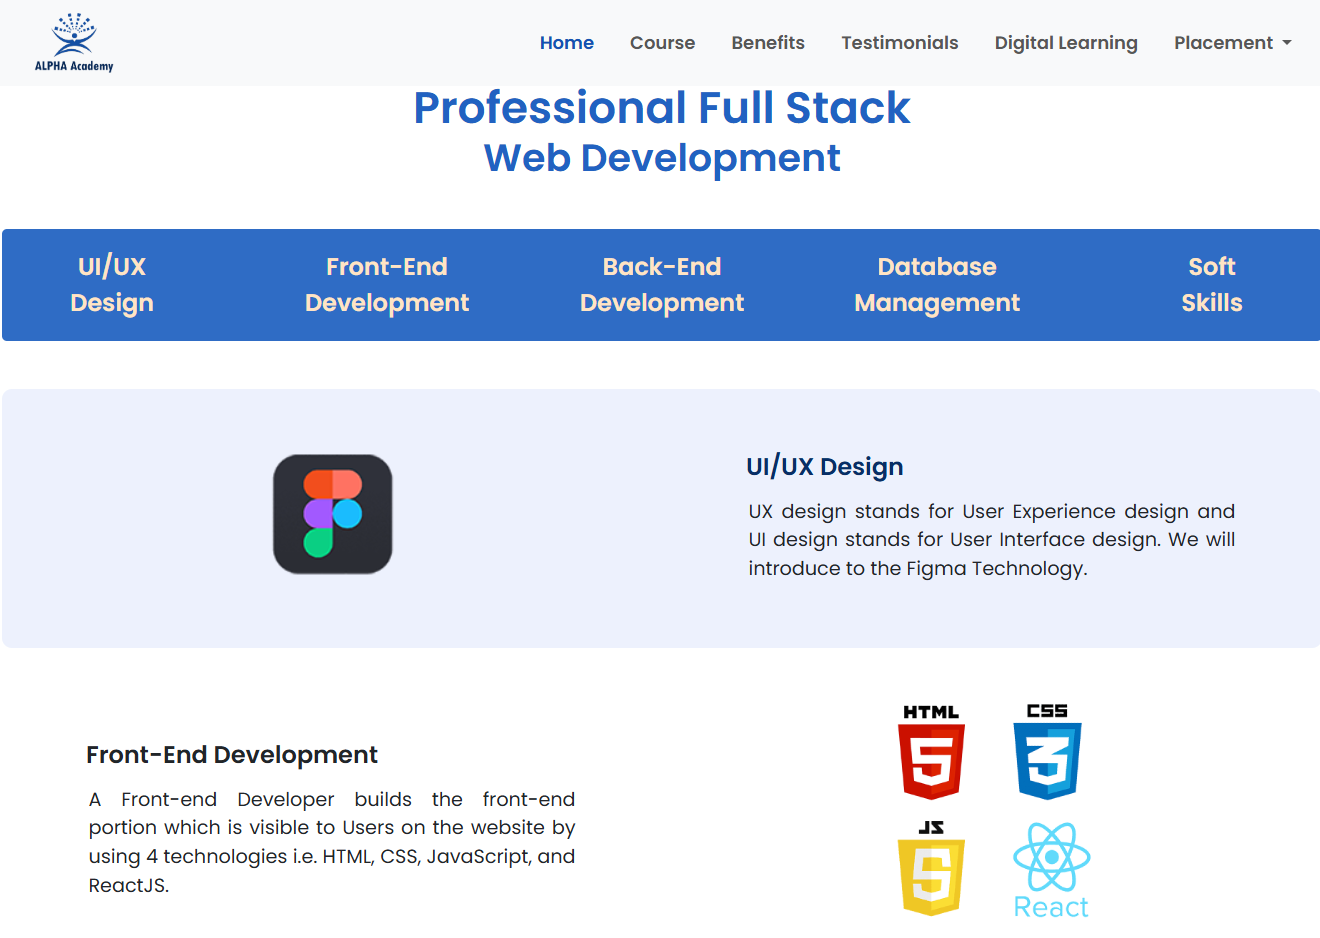 ALPHA Academy
Home Course Benefits Testimonials Digital Learning Placement
Professional Full Stack
Web Development
UI/UX
Design
Front-End
Development
Back-End
Development
Database
Management
Soft
Skills
UI/UX Design
UX design stands for User Experience design and
UI design stands for User Interface design. We will
introduce to the Figma Technology.
Front-End Development
A Front-end Developer builds the front-end
portion which is visible to Users on the website by
using 4 technologies i.e. HTML, CSS, JavaScript, and
ReactJS.
HTML
5
CSS
3
JS
5
React